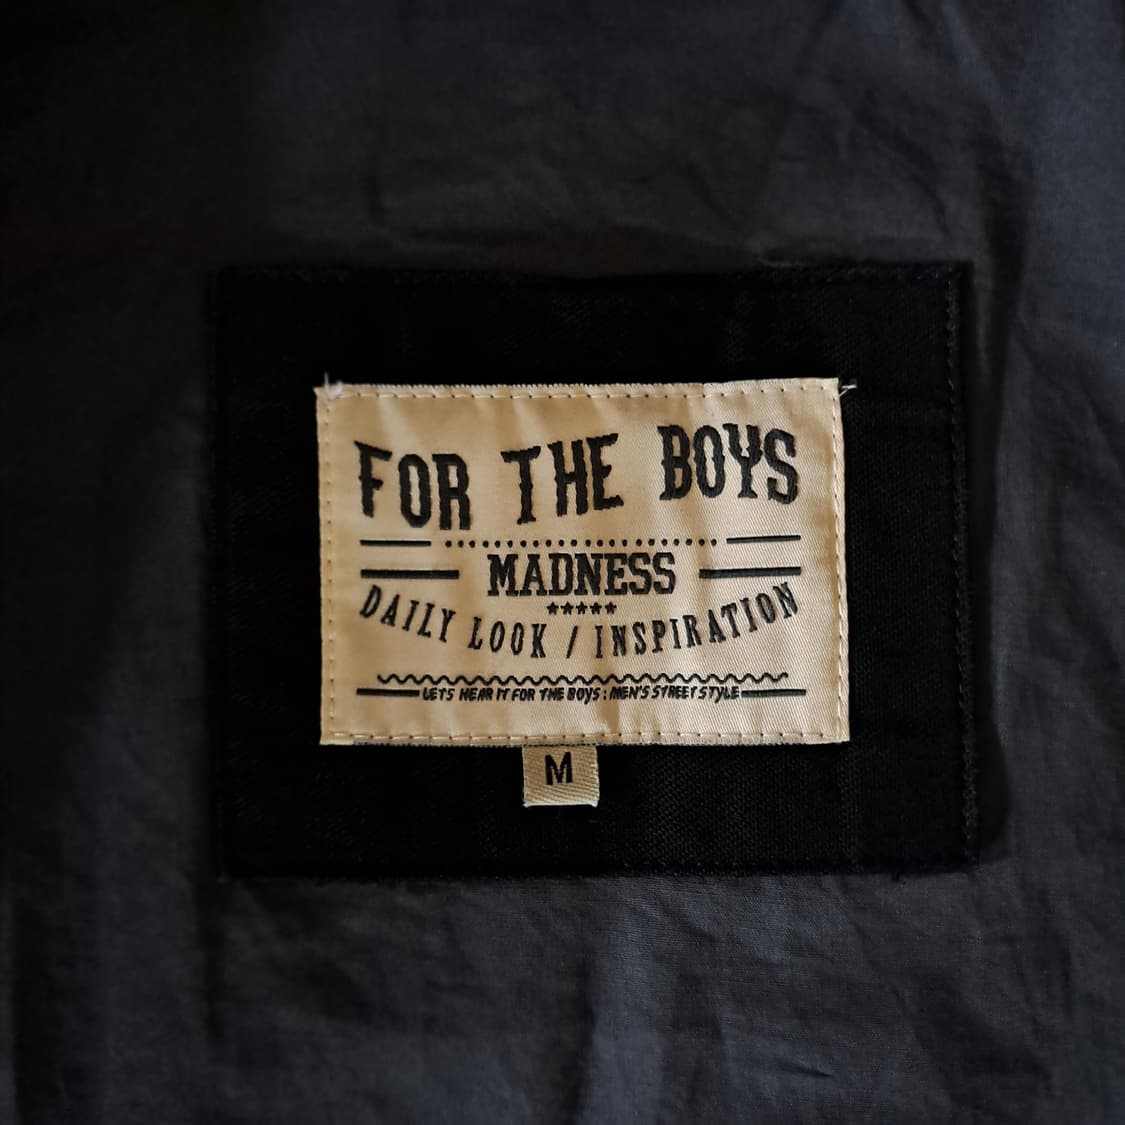 FOR THE BOYS
MADNESS
DAILY LOOK / INSPIRATION
LETS HEAR IT FOR THE BOYS : MEN'S STREET STYLE
M